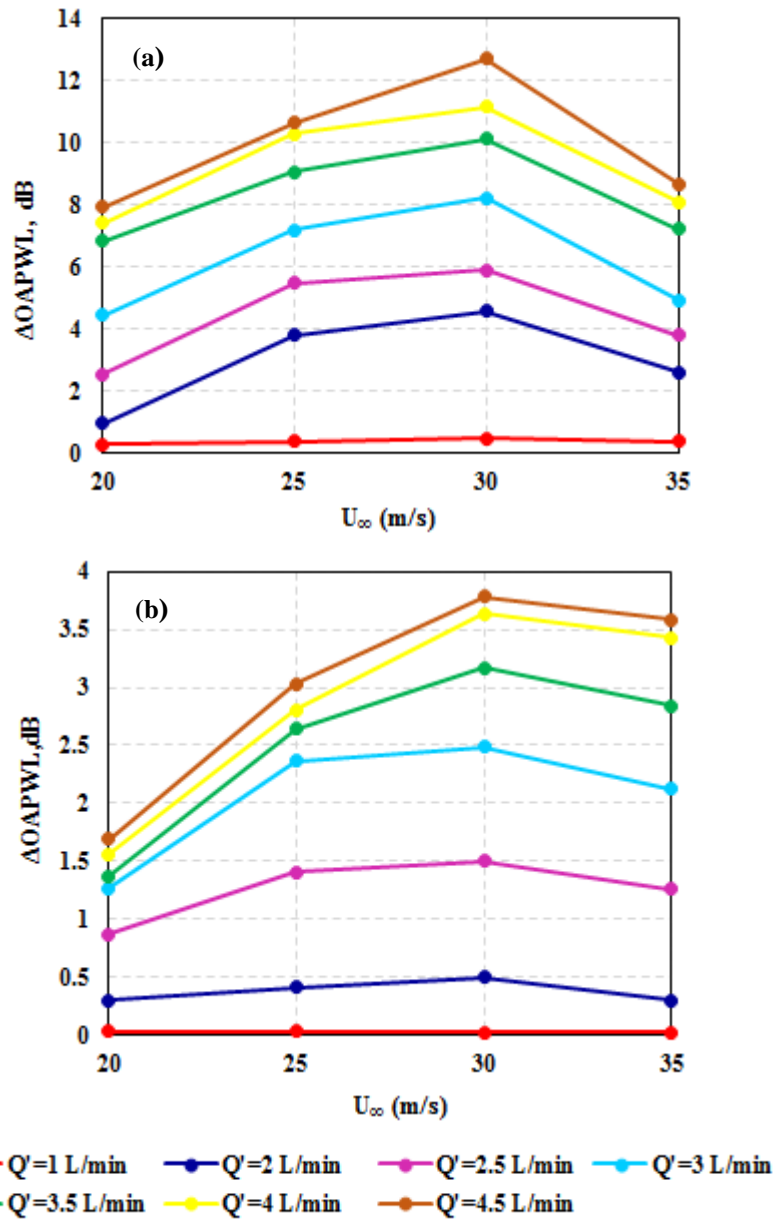 (a)
ΔOAPWL, dB
14
12
10
8
6
4
2
0
20 25 30 35
U∞ (m/s)
(b)
ΔOAPWL,dB
4
3.5
3
2.5
2
1.5
1
0.5
0
20 25 30 35
U∞ (m/s)
Q'=1 L/min Q'=2 L/min Q'=2.5 L/min Q'=3 L/min
Q'=3.5 L/min Q'=4 L/min Q'=4.5 L/min